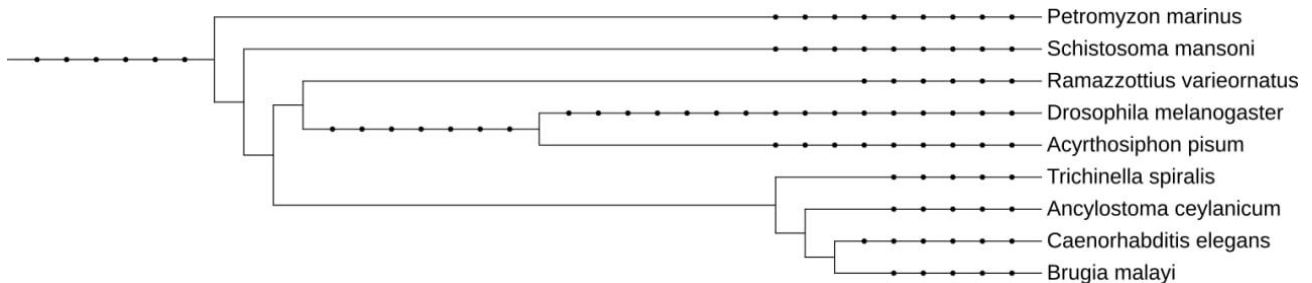 Petromyzon marinus
Schistosoma mansoni
Ramazzottius varieornatus
Drosophila melanogaster
Acyrthosiphon pisum
Trichinella spiralis
Ancylostoma ceylanicum
Caenorhabditis elegans
Brugia malayi